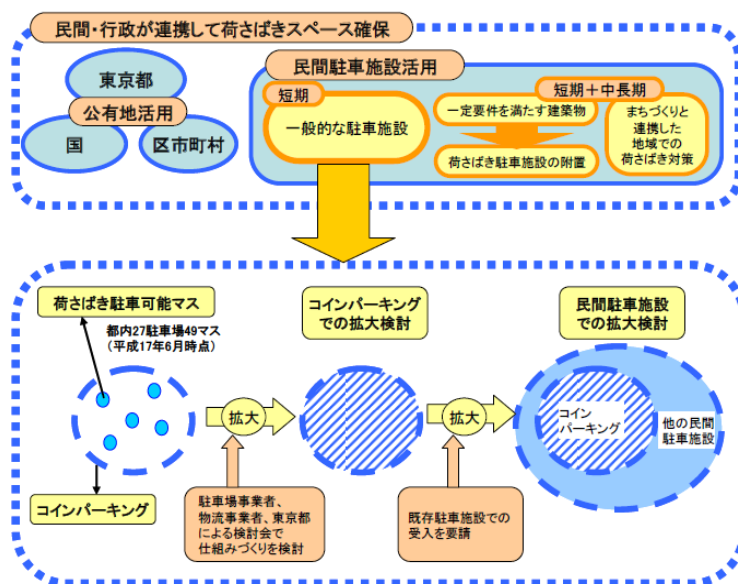 民間・行政が連携して荷さばきスペース確保
東京都
公有地活用
国
区市町村
民間駐車施設活用
短期
一般的な駐車施設
短期＋中長期
一定要件を満たす建築物
荷さばき駐車施設の附置
まちづくりと
連携した
地域での
荷さばき対策
荷さばき駐車可能マス
都内27駐車場49マス
（平成17年6月時点）
コインパーキング
拡大
駐車場事業者、
物流事業者、東京都
による検討会で
仕組みづくりを検討
コインパーキング
での拡大検討
拡大
既存駐車施設での
受入を要請
民間駐車施設
での拡大検討
コイン
パーキング
他の民間
駐車施設